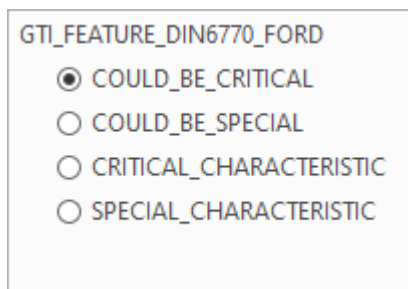 GTI_FEATURE_DIN6770_FORD
COULD_BE_CRITICAL
COULD_BE_SPECIAL
CRITICAL_CHARACTERISTIC
SPECIAL_CHARACTERISTIC